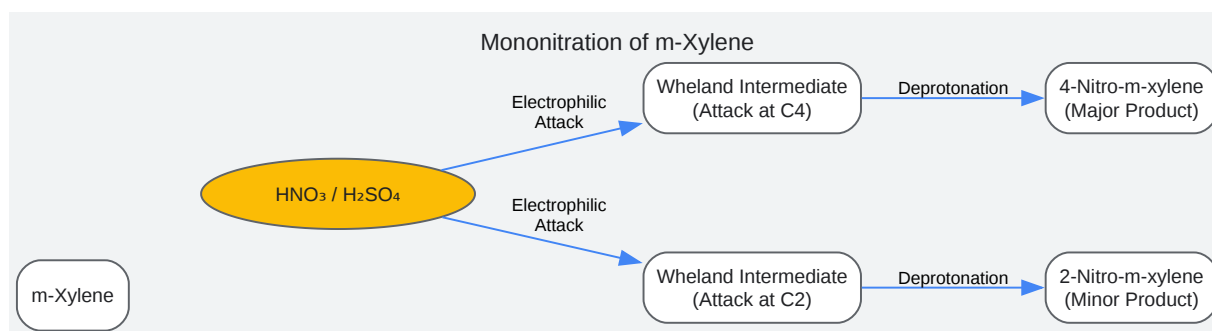 Mononitration of m-Xylene
Electrophilic
Attack
Wheland Intermediate
(Attack at C4)
Deprotonation
4-Nitro-m-xylene
(Major Product)
HNO₃ / H₂SO₄
Electrophilic
Attack
m-Xylene
Wheland Intermediate
(Attack at C2)
Deprotonation
2-Nitro-m-xylene
(Minor Product)